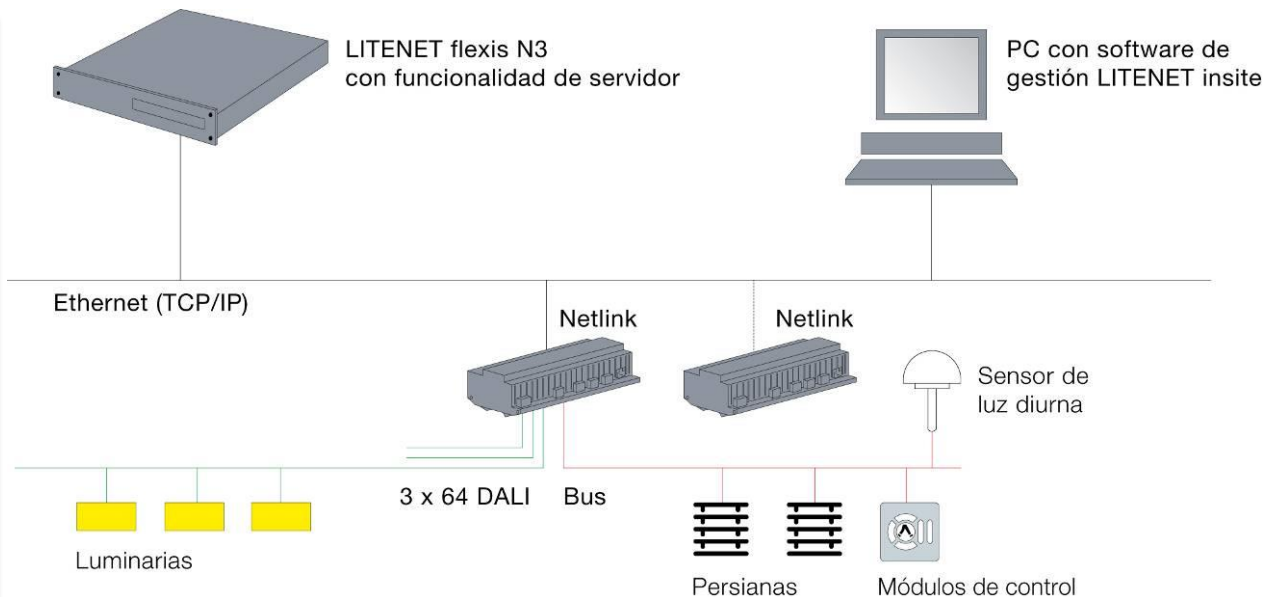 LITENET flexis N3
con funcionalidad de servidor
PC con software de
gestión LITENET insite
Ethernet (TCP/IP)
Netlink
Netlink
Sensor de
luz diurna
3 x 64 DALI
Bus
Luminarias
Persianas
Módulos de control